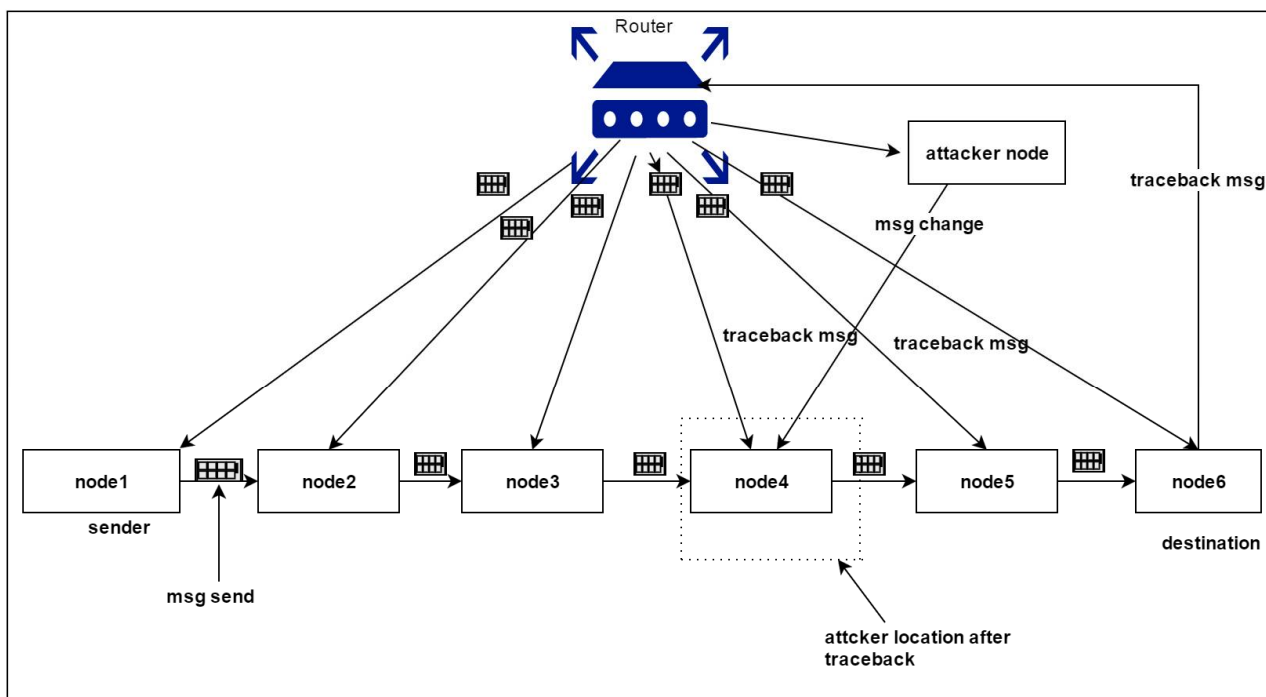 Router
attacker node
traceback msg
msg change
traceback msg
traceback msg
node1
node2
node3
node4
node5
node6
sender
destination
msg send
attcker location after
traceback